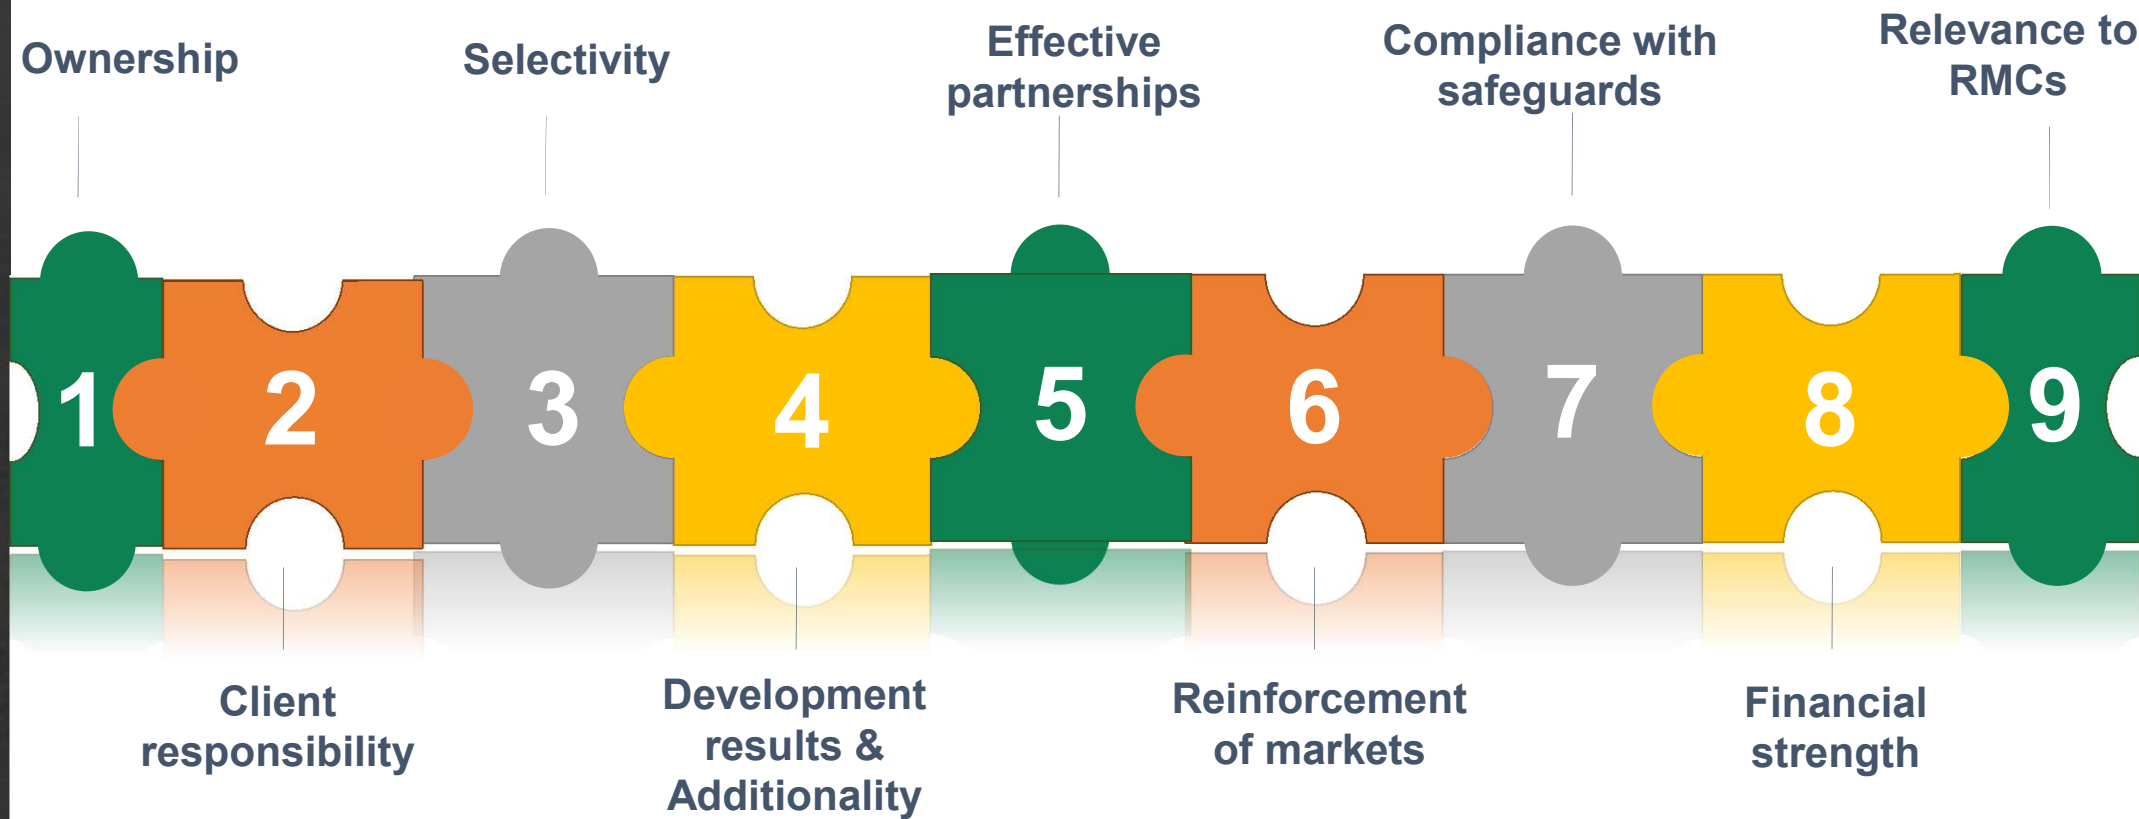 Ownership
Selectivity
Effective
partnerships
Compliance with
safeguards
Relevance to
RMCs
1
2
3
4
5
6
7
8
9
Client
responsibility
Development
results &
Additionality
Reinforcement
of markets
Financial
strength